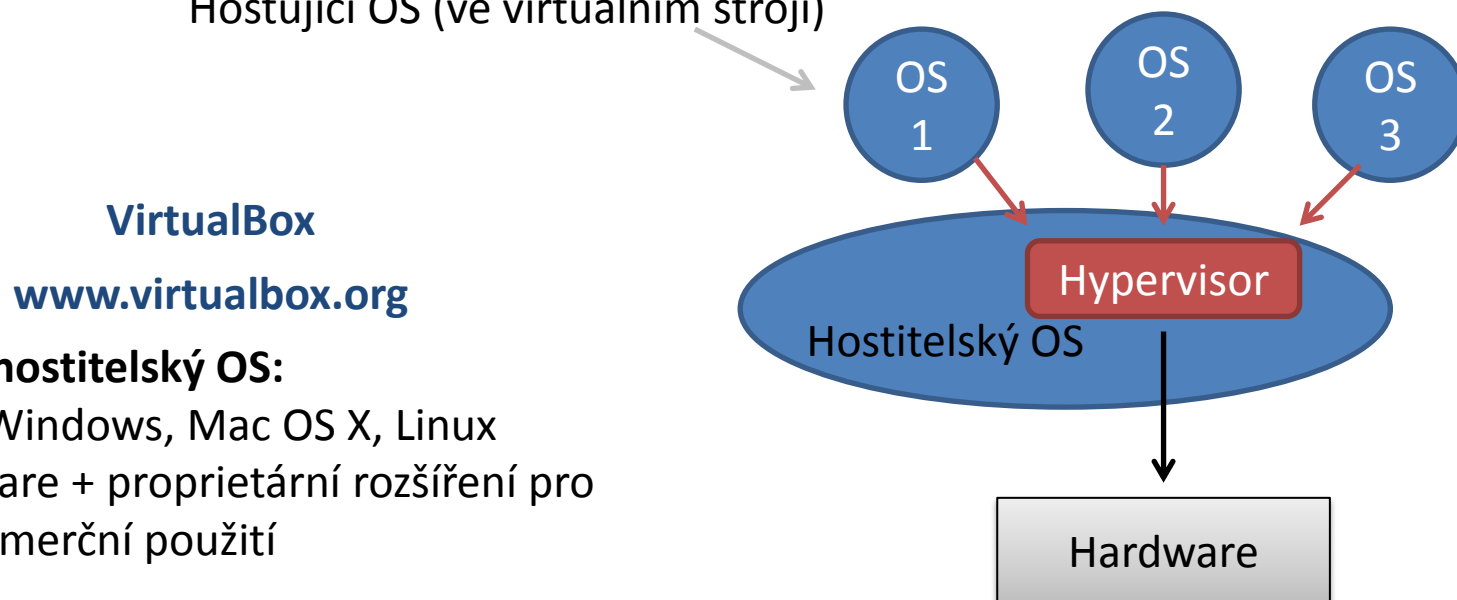 Hostující OS (ve virtuálním stroji)
OS
1
OS
2
OS
3
VirtualBox
www.virtualbox.org
Hypervisor
Hostitelský OS
hostitelský OS:
Windows, Mac OS X, Linux
are + proprietární rozšíření pro
merční použití
Hardware